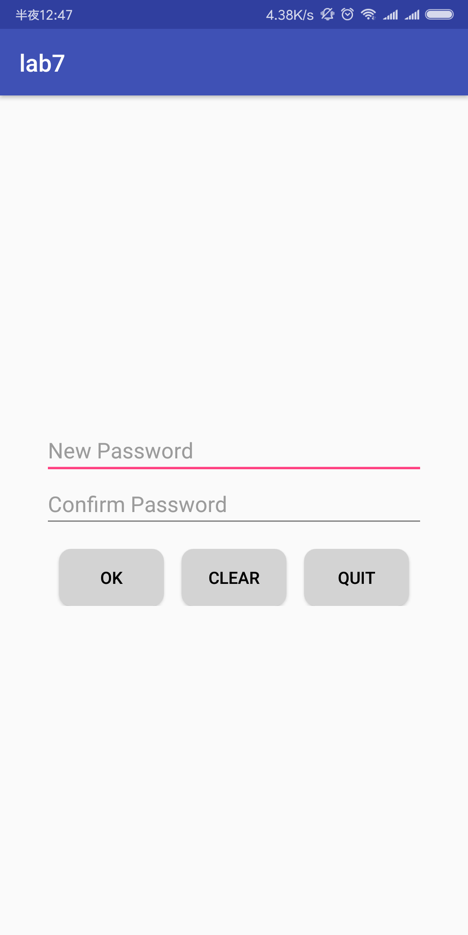 半夜12:47 4.38K/s
lab7
New Password
Confirm Password
OK CLEAR QUIT